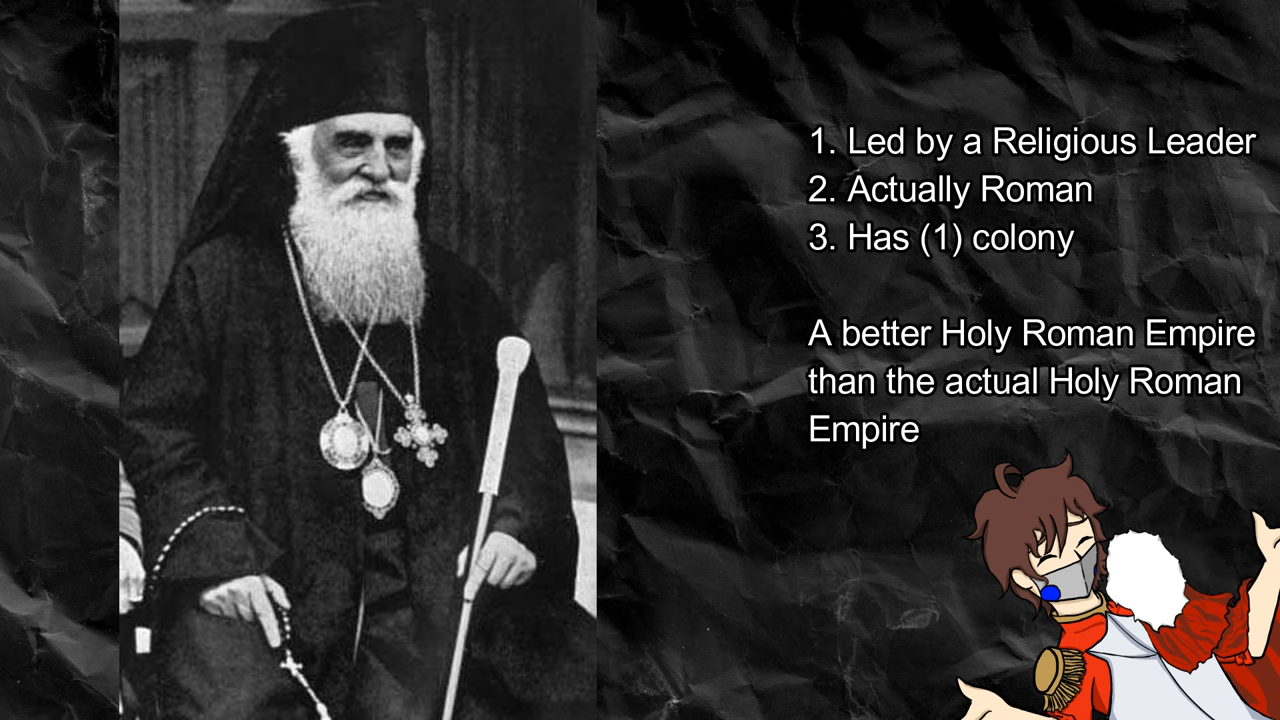 1. Led by a Religious Leader
2. Actually Roman
3. Has (1) colony
A better Holy Roman Empire
than the actual Holy Roman
Empire